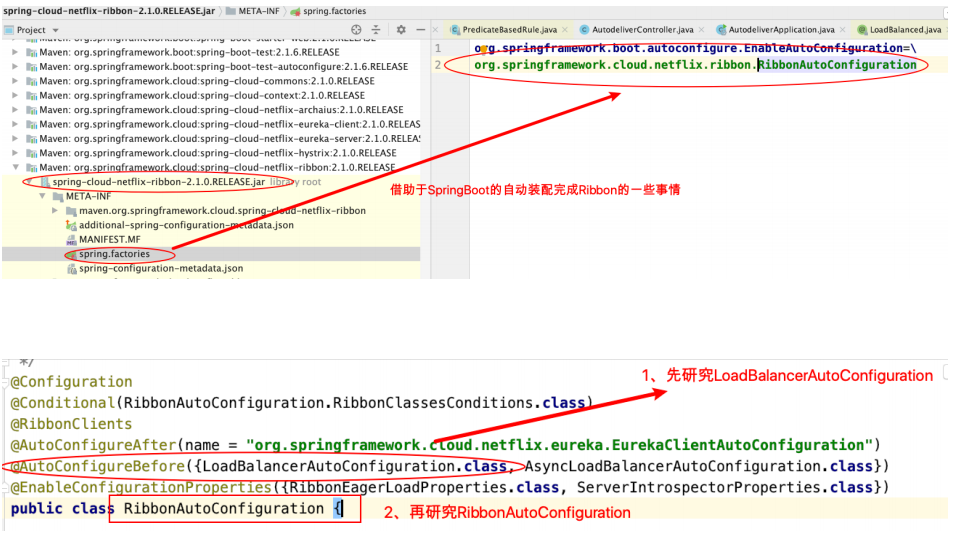 spring-cloud-netflix-ribbon-2.1.0.RELEASE.jar META-INF spring.factories
Project
PredicateBasedRule.java AutodeliverController.java AutodeliverApplication.java LoadBalanced.java
Maven: org.springframework.boot:spring-boot-starter-web:2.1.6.RELEASE
Maven: org.springframework.boot:spring-boot-test:2.1.6.RELEASE
Maven: org.springframework.boot:spring-boot-test-autoconfigure:2.1.6.RELEASE
Maven: org.springframework.cloud:spring-cloud-commons:2.1.0.RELEASE
Maven: org.springframework.cloud:spring-cloud-context:2.1.0.RELEASE
Maven: org.springframework.cloud:spring-cloud-netflix-archaius:2.1.0.RELEASE
Maven: org.springframework.cloud:spring-cloud-netflix-eureka-client:2.1.0.RELEAS
Maven: org.springframework.cloud:spring-cloud-netflix-eureka-server:2.1.0.RELEA
Maven: org.springframework.cloud:spring-cloud-netflix-hystrix:2.1.0.RELEASE
Maven: org.springframework.cloud:spring-cloud-netflix-ribbon:2.1.0.RELEASE
spring-cloud-netflix-ribbon-2.1.0.RELEASE.jar library root
META-INF
maven.org.springframework.cloud.spring-cloud-netflix-ribbon
additional-spring-configuration-metadata.json
MANIFEST.MF
spring.factories
spring-configuration-metadata.json
1 org.springframework.boot.autoconfigure.EnableAutoConfiguration=\
2 org.springframework.cloud.netflix.ribbon.RibbonAutoConfiguration
借助于SpringBoot的自动装配完成Ribbon的一些事情
*/
@Configuration
1、先研究LoadBalancerAutoConfiguration
@Conditional(RibbonAutoConfiguration.RibbonClassesConditions.class)
@RibbonClients
@AutoConfigureAfter(name = "org.springframework.cloud.netflix.eureka.EurekaClientAutoConfiguration")
@AutoConfigureBefore({LoadBalancerAutoConfiguration.class, AsyncLoadBalancerAutoConfiguration.class})
@EnableConfigurationProperties({RibbonEagerLoadProperties.class, ServerIntrospectorProperties.class})
public class RibbonAutoConfiguration {
2、再研究RibbonAutoConfiguration